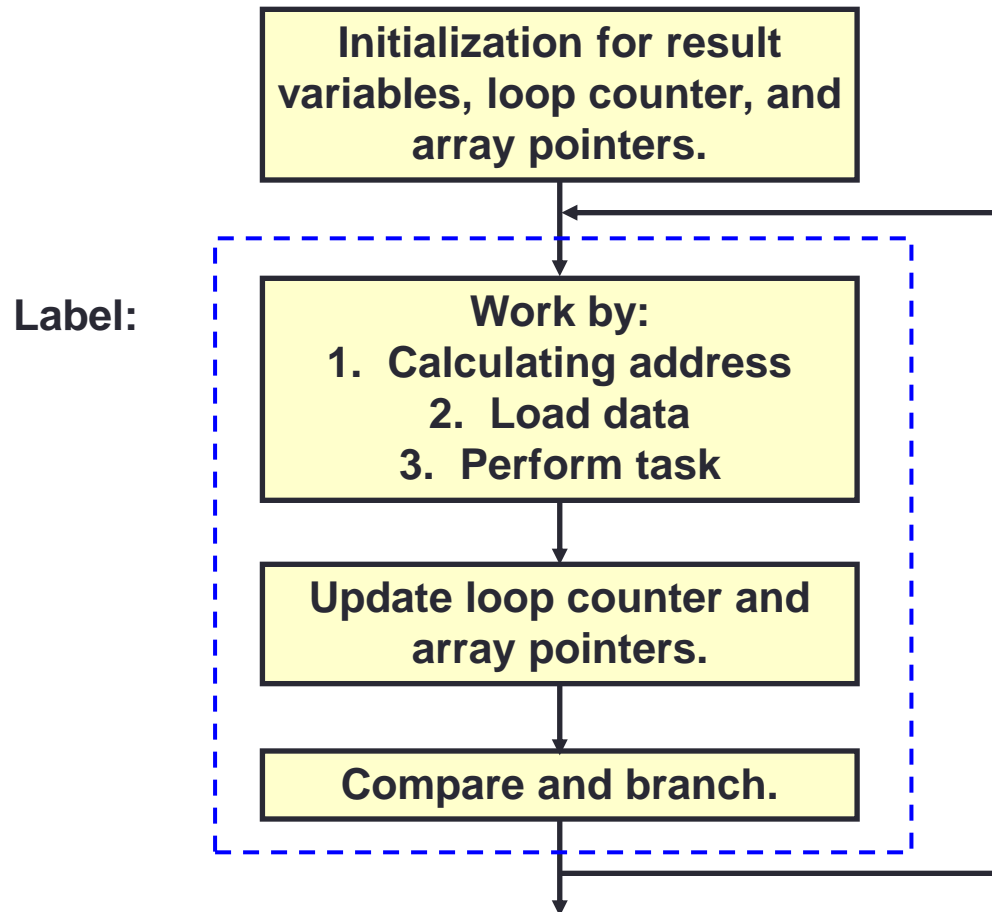 Initialization for result
variables, loop counter, and
array pointers.
Label:
Work by:
1. Calculating address
2. Load data
3. Perform task
Update loop counter and
array pointers.
Compare and branch.